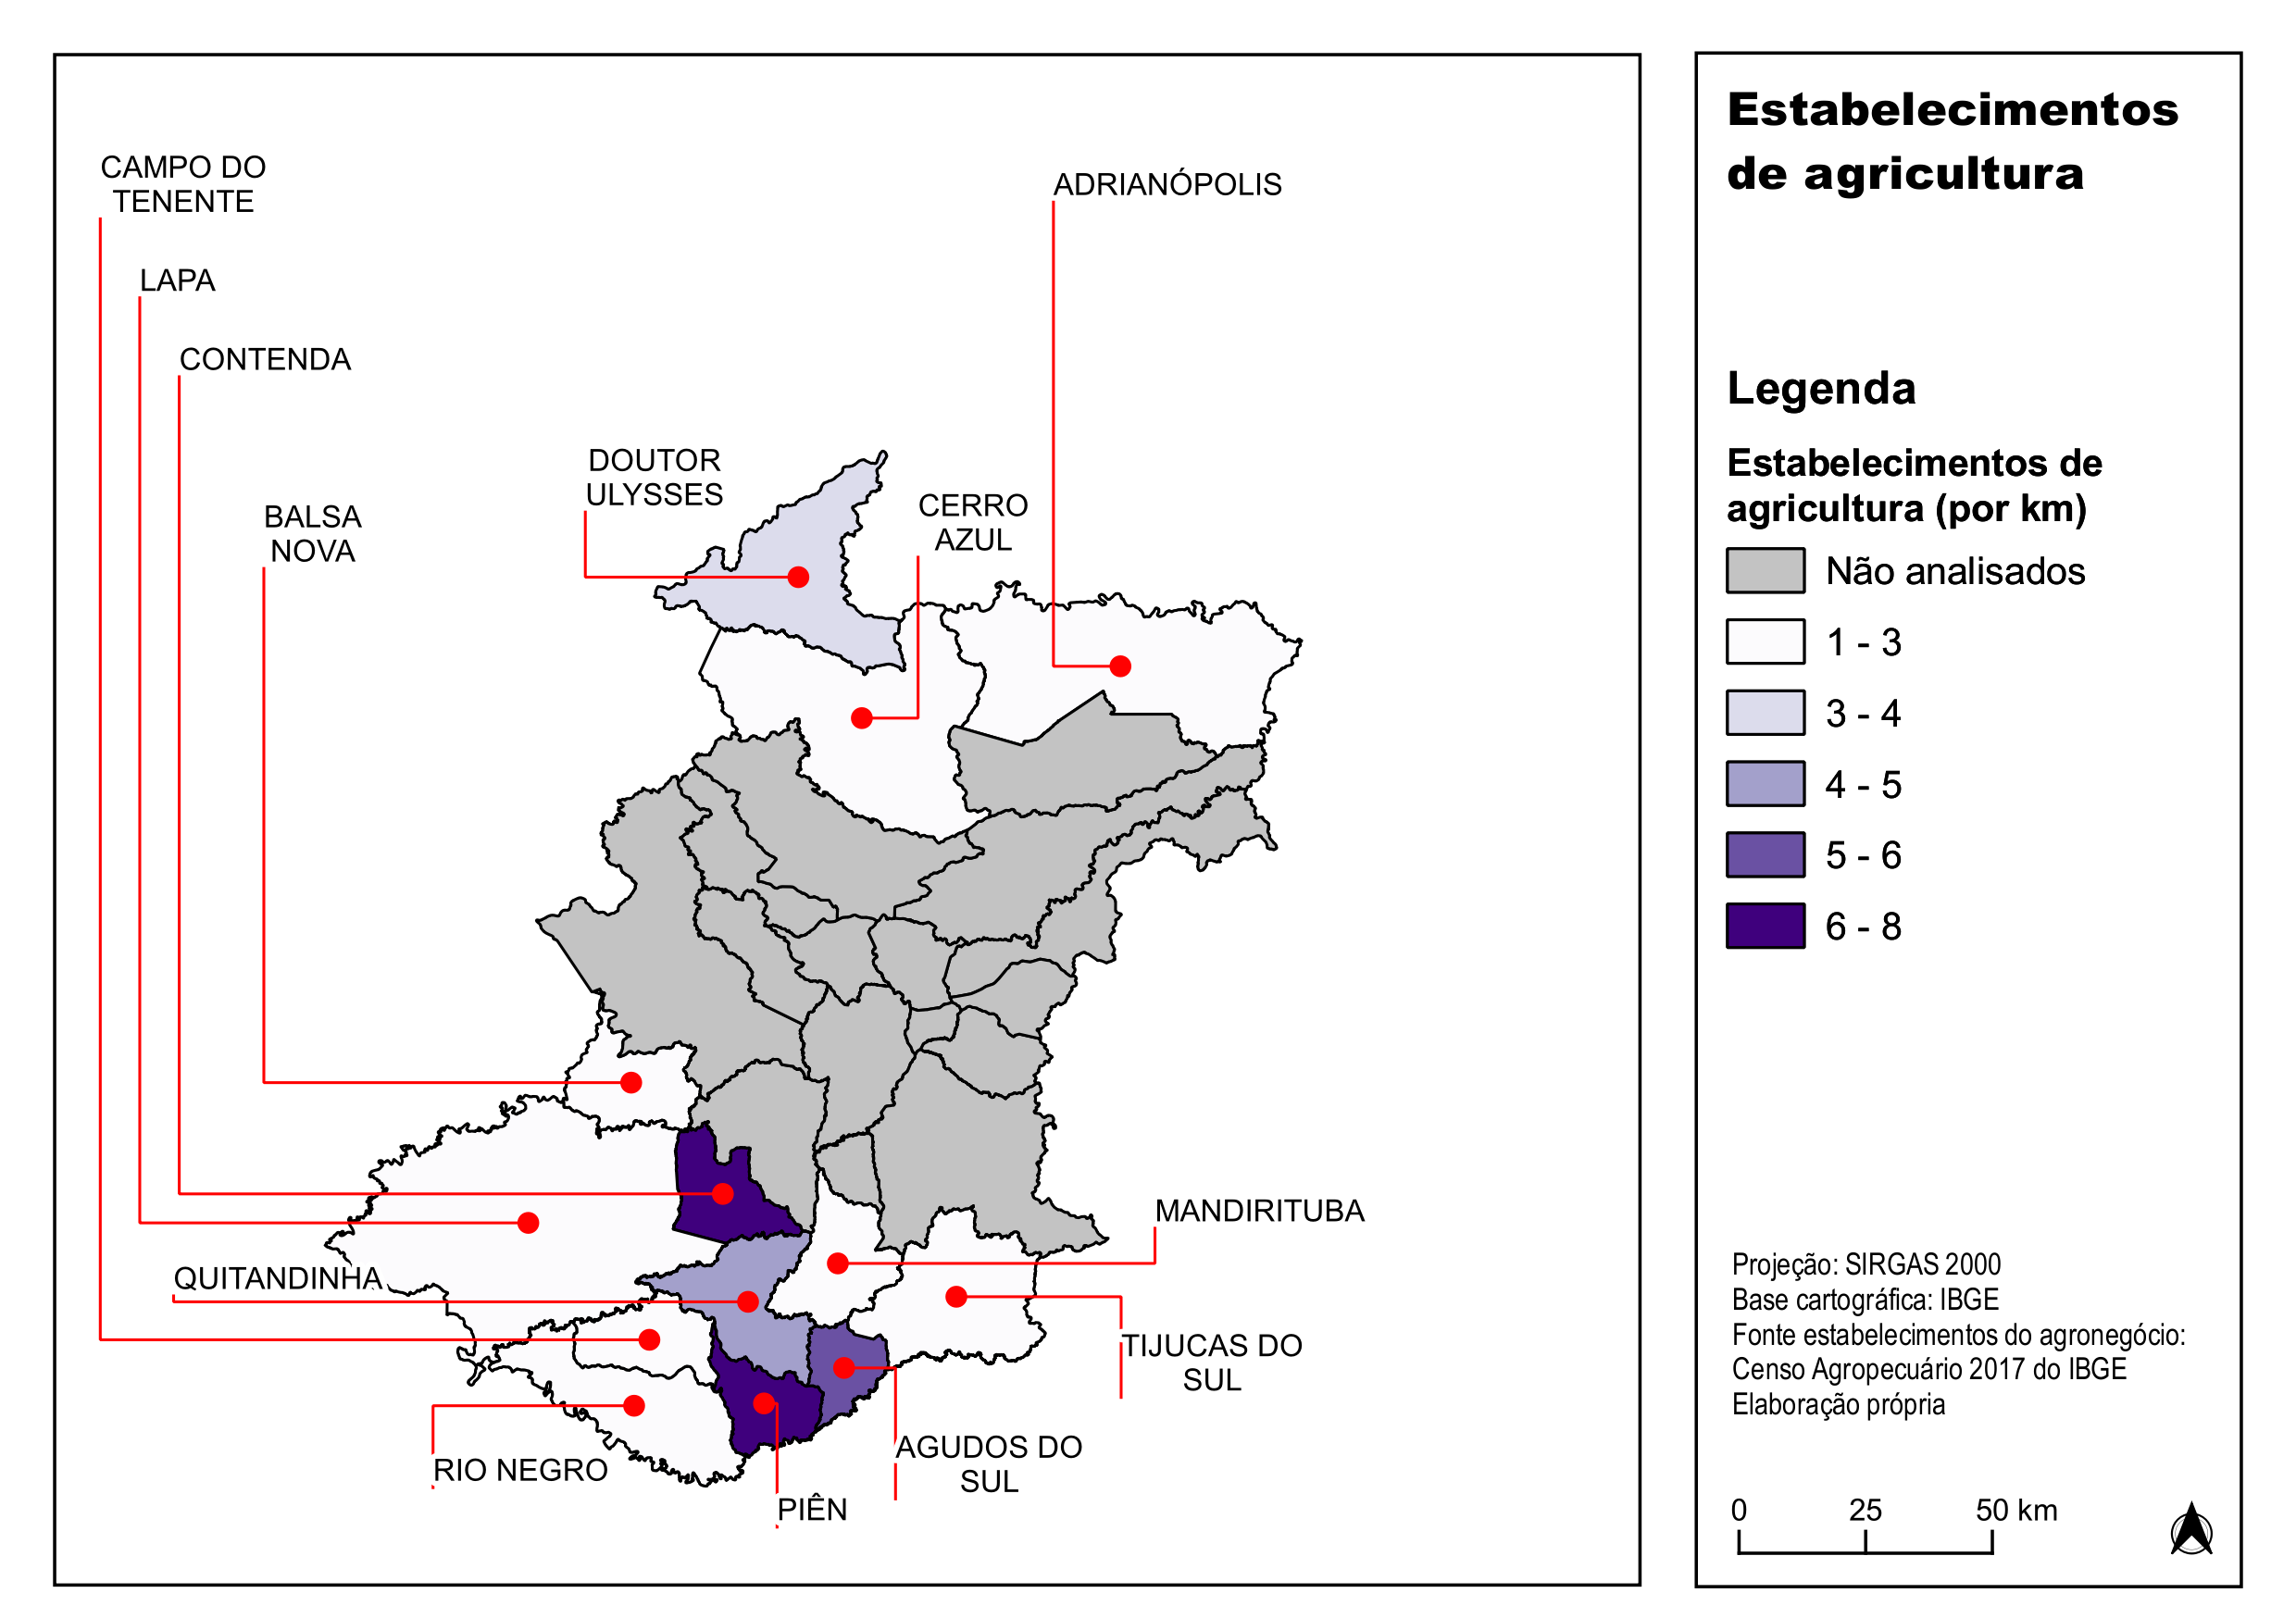 CAMPO DO
TENENTE
LAPA
CONTENDA
BALSA
NOVA
DOUTOR
ULYSSES
CERRO
AZUL
ADRIANÓPOLIS
QUITANDINHA
MANDIRITUBA
TIJUCAS DO
SUL
AGUDOS DO
SUL
RIO NEGRO
PIÊN
Estabelecimentos
de agricultura
Legenda
Estabelecimentos de
agricultura (por km)
Não analisados
1 - 3
3 - 4
4 - 5
5 - 6
6 - 8
Projeção: SIRGAS 2000
Base cartográfica: IBGE
Fonte estabelecimentos do agronegócio:
Censo Agropecuário 2017 do IBGE
Elaboração própria
0 25 50 km